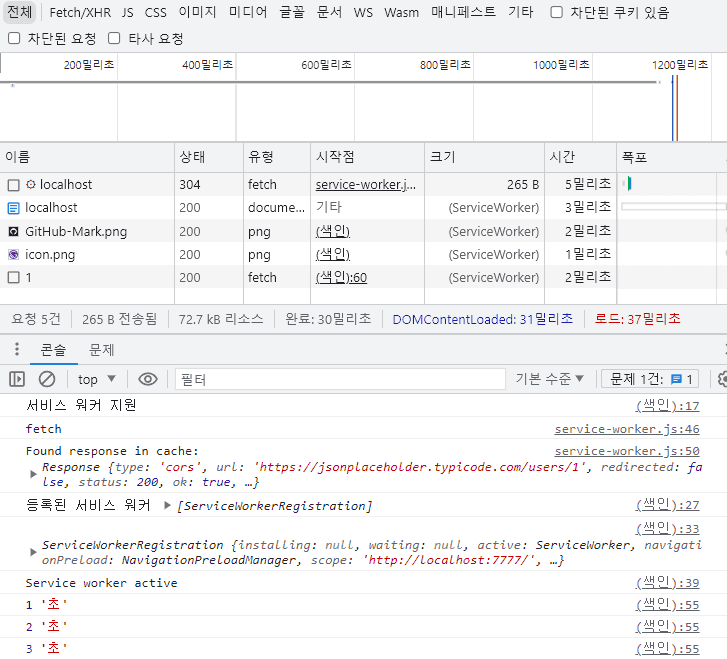 전체 Fetch/XHR JS CSS 이미지 미디어 글꼴 문서 WS Wasm 매니페스트 기타 차단된 쿠키 있음
차단된 요청 타사 요청
200밀리초 400밀리초 600밀리초 800밀리초 1000밀리초 1200밀리초
이름 상태 유형 시작점 크기 시간 폭포
localhost 304 fetch service-worker.j... 265 B 5밀리초
localhost 200 docume... 기타 (ServiceWorker) 3밀리초
GitHub-Mark.png 200 png (색인) (ServiceWorker) 2밀리초
icon.png 200 png (색인) (ServiceWorker) 1밀리초
1 200 fetch (색인):60 (ServiceWorker) 2밀리초
요청 5건 265 B 전송됨 72.7 kB 리소스 완료: 30밀리초 DOMContentLoaded: 31밀리초 로드: 37밀리초
콘솔 문제
top 필터 기본 수준 문제 1건: 1
서비스 워커 지원 (색인):17
fetch service-worker.js:46
Found response in cache: service-worker.js:50
Response {type: 'cors', url: 'https://jsonplaceholder.typicode.com/users/1', redirected: fa
lse, status: 200, ok: true, …}
등록된 서비스 워커 [ServiceWorkerRegistration] (색인):27
(색인):33
ServiceWorkerRegistration {installing: null, waiting: null, active: ServiceWorker, navigati
onPreload: NavigationPreloadManager, scope: 'http://localhost:7777/', …}
Service worker active (색인):39
1 '초' (색인):55
2 '초' (색인):55
3 '초' (색인):55